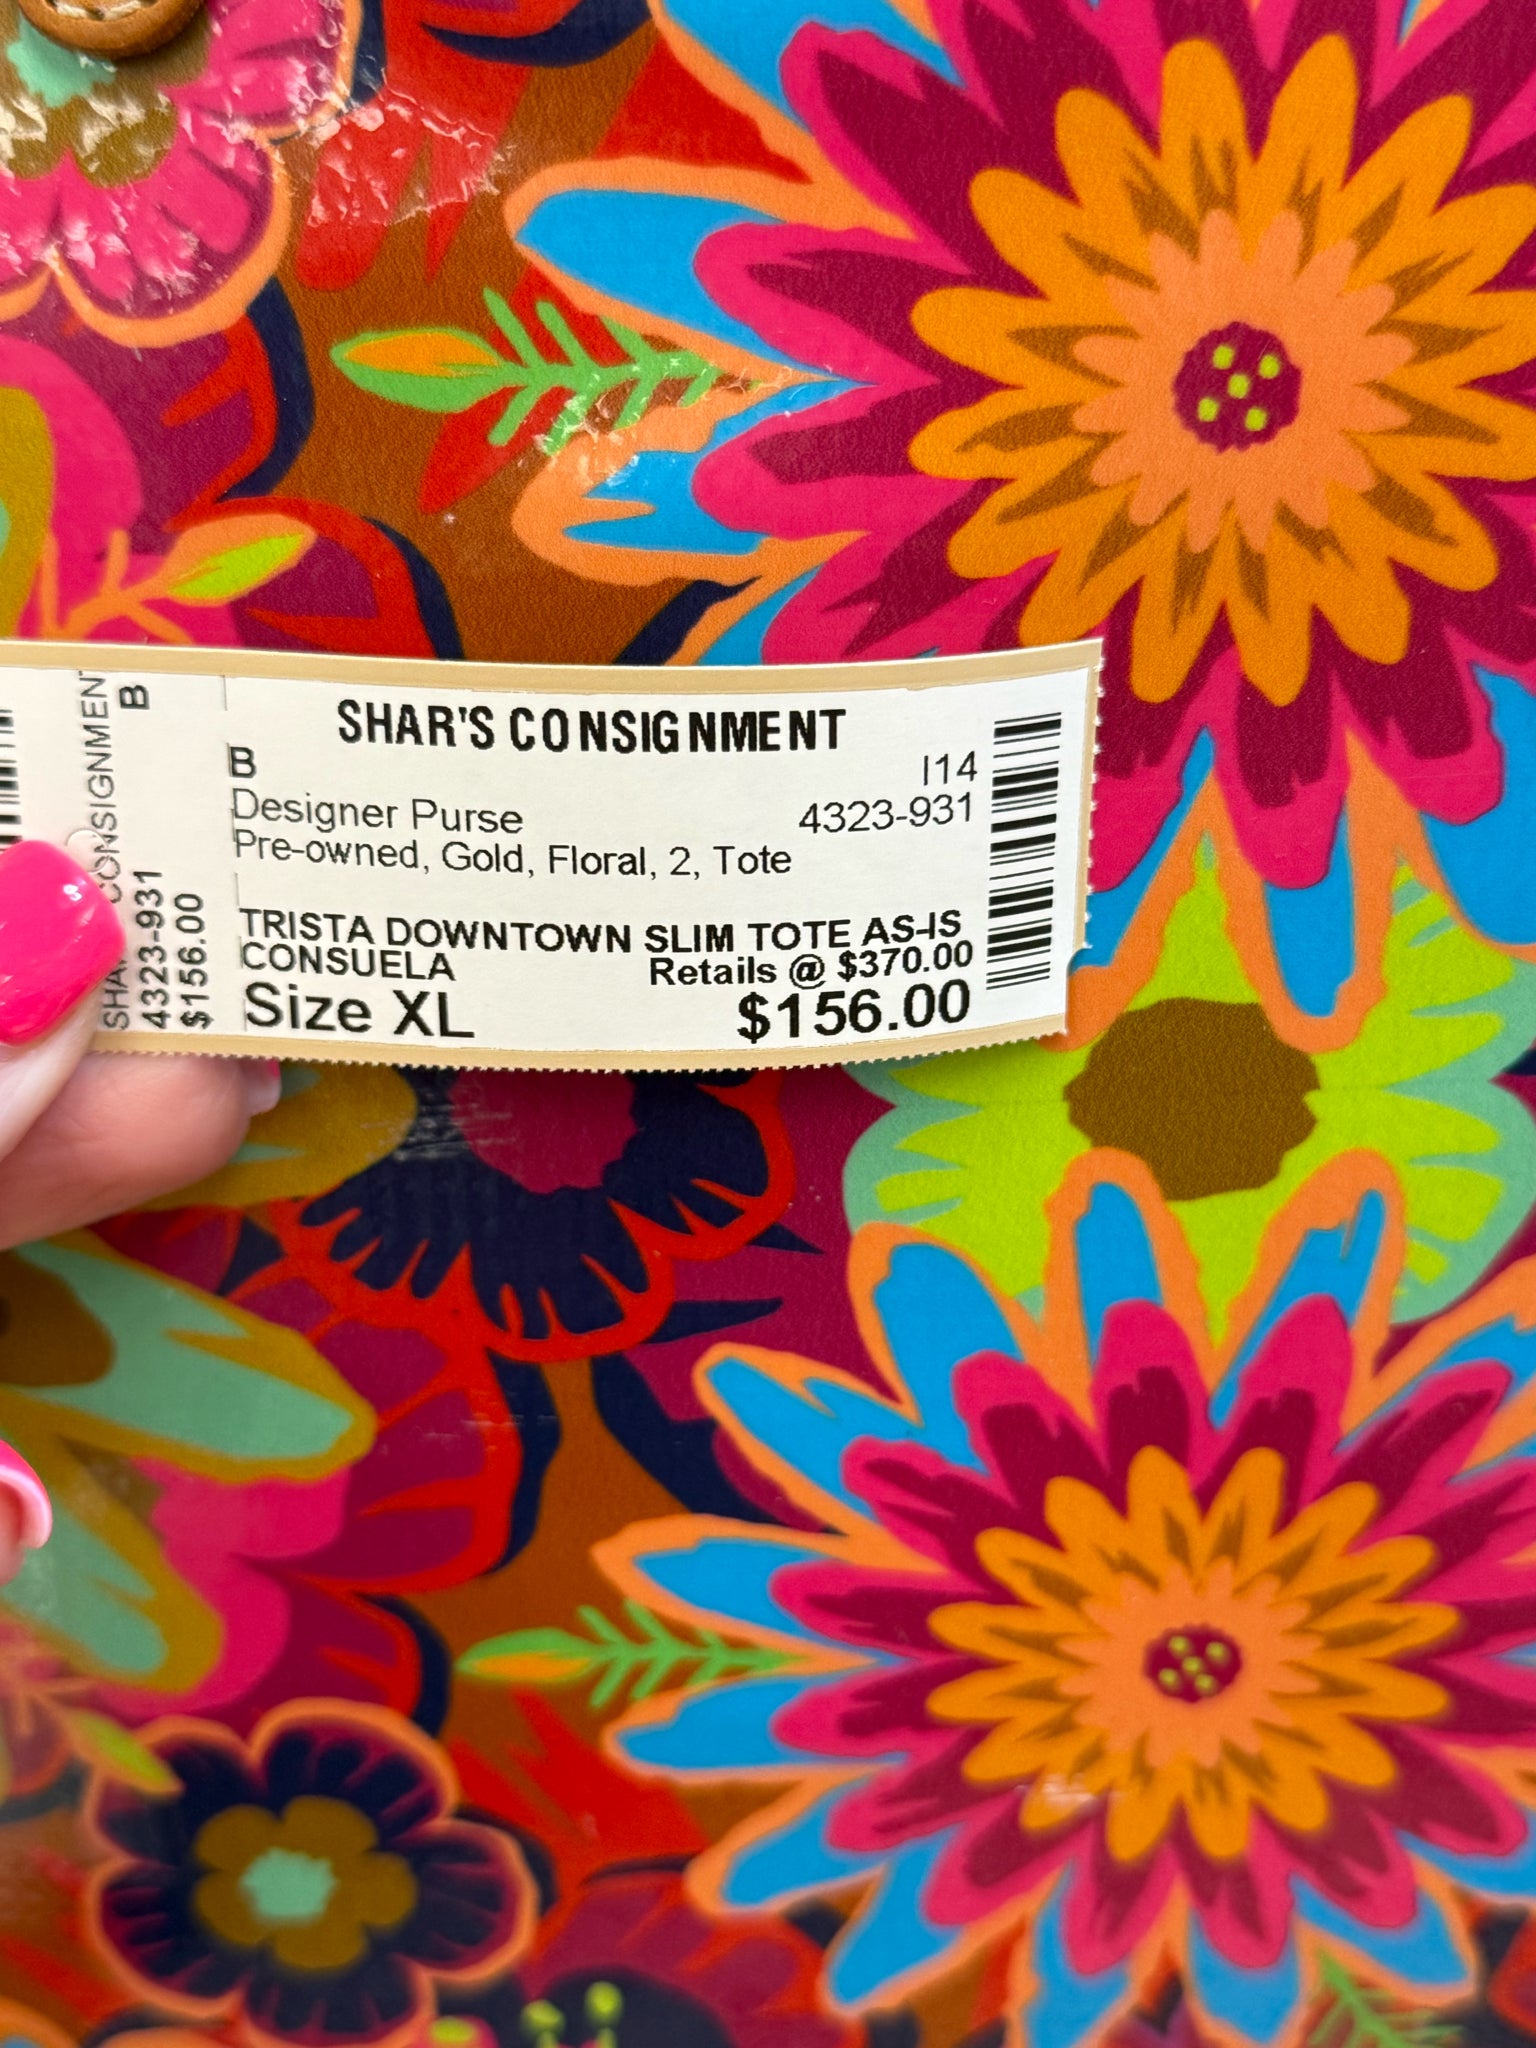 SHAR'S CONSIGNMENT
B
I14
Designer Purse
4323-931
Pre-owned, Gold, Floral, 2, Tote
TRISTA DOWNTOWN SLIM TOTE AS-IS
CONSUELA
Retails @ $370.00
Size XL
$156.00
CONSIGNMENT
B
4323-931
$156.00